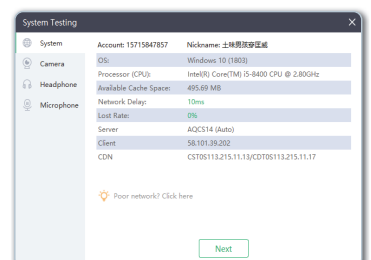 System Testing
System
Camera
Headphone
Microphone
Account: 15715847857 Nickname: 土味男孩穿匡威
OS: Windows 10 (1803)
Processor (CPU): Intel(R) Core(TM) i5-8400 CPU @ 2.80GHz
Available Cache Space: 495.69 MB
Network Delay: 10ms
Lost Rate: 0%
Server AQCS14 (Auto)
Client 58.101.39.202
CDN CST0S113.215.11.13/CDT0S113.215.11.17
Poor network? Click here
Next